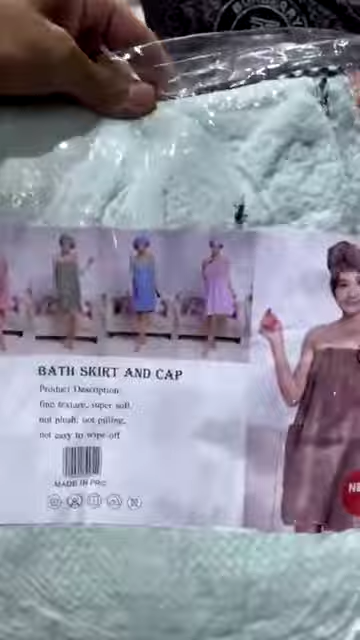 BATH SKIRT AND CAP
Product Description:
fine texture, super soft,
not plush, not pilling,
not easy to wipe off
MADE IN PRC